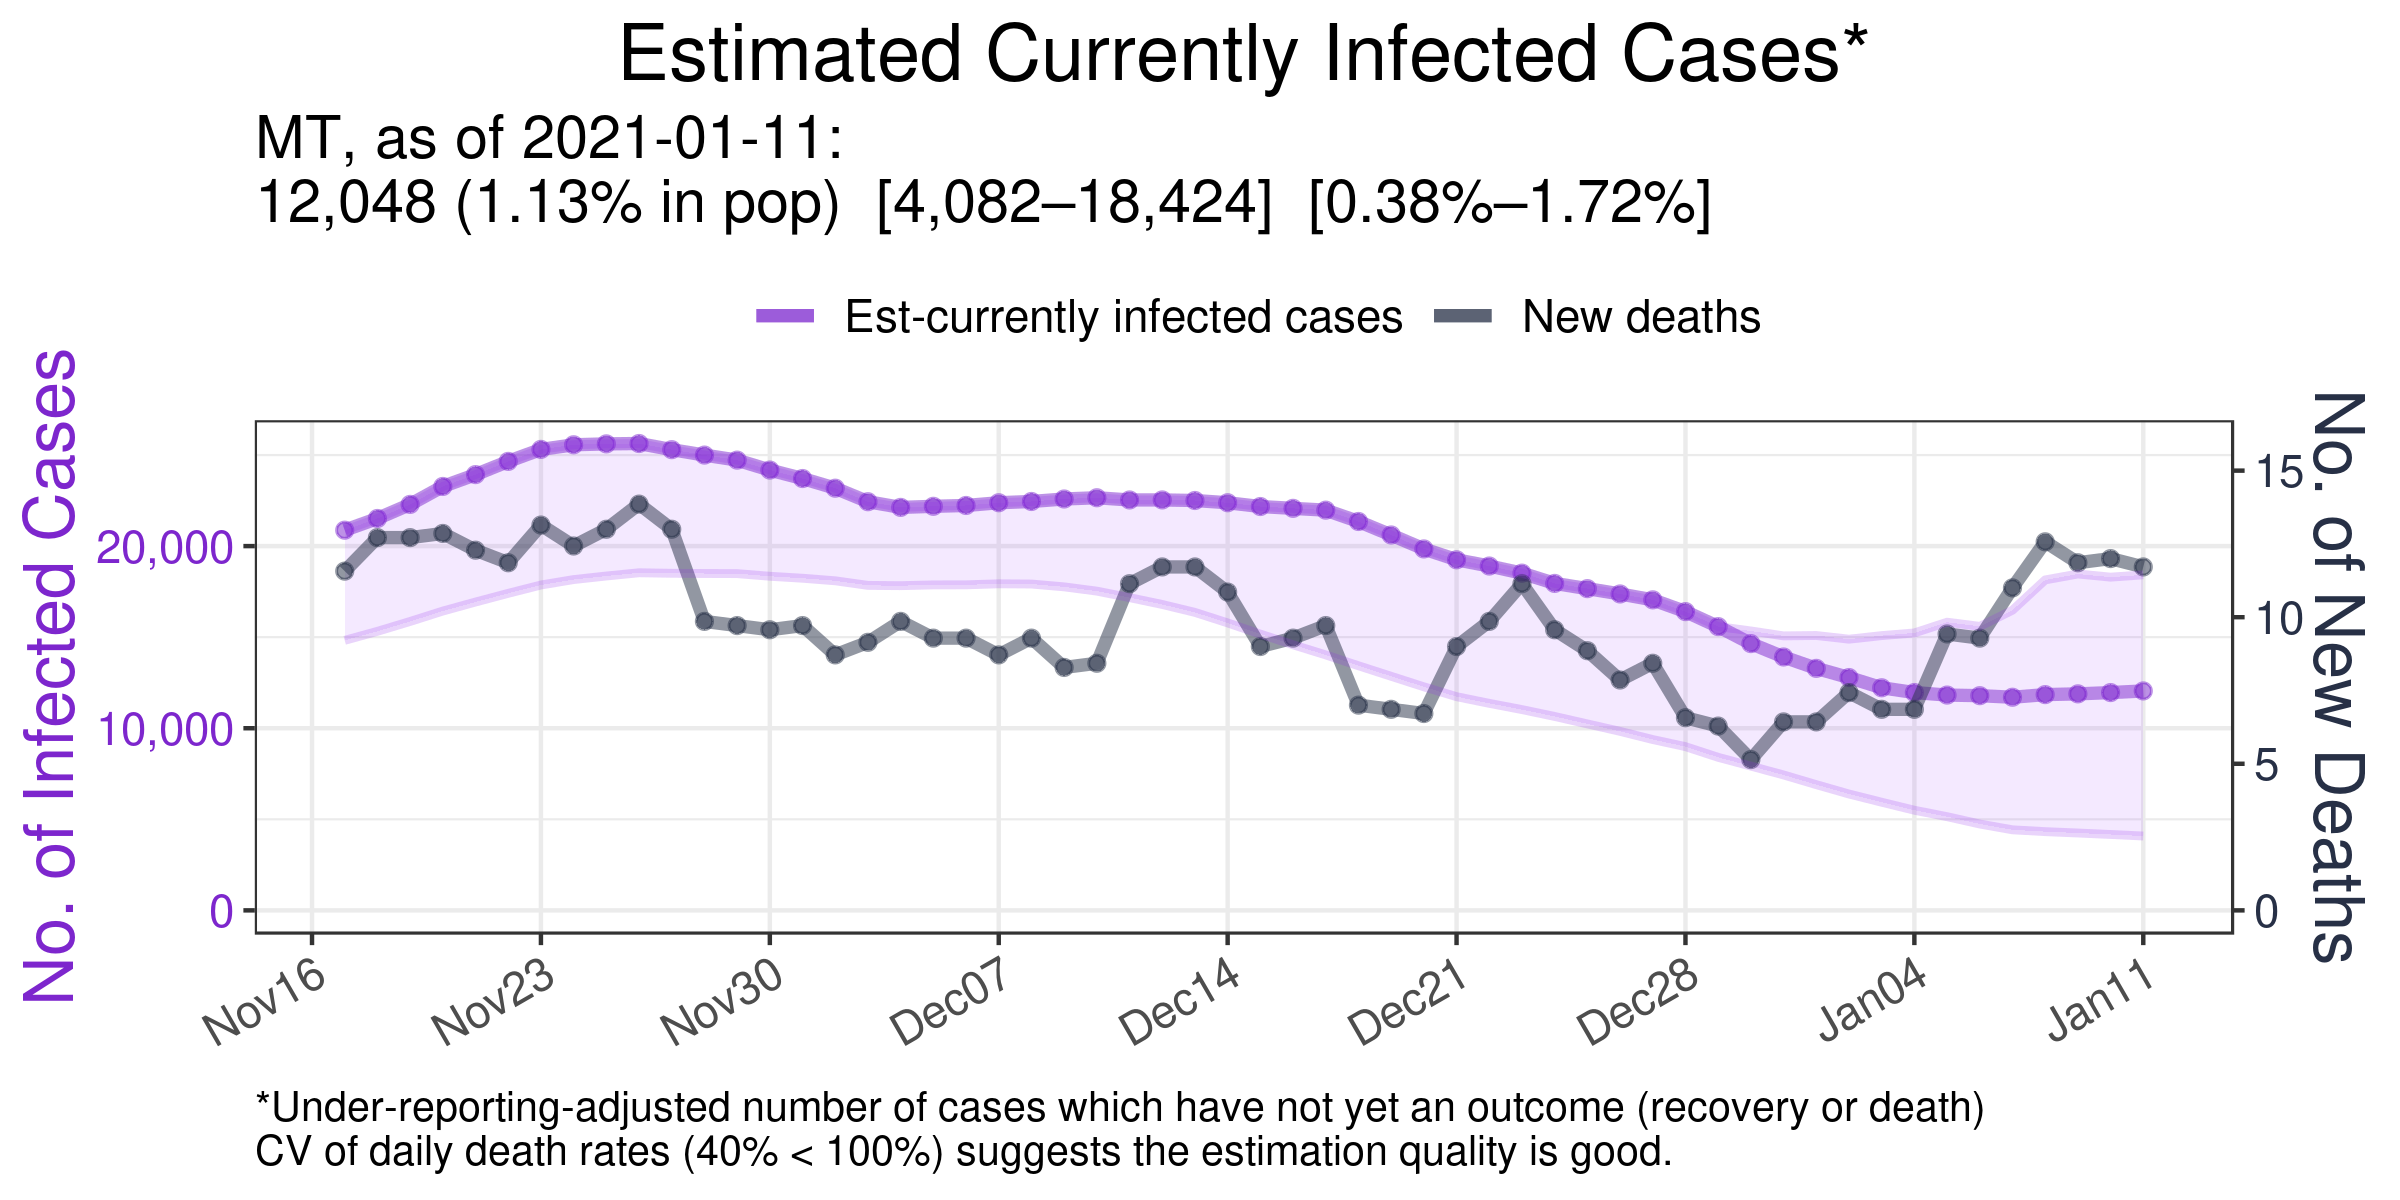 Estimated Currently Infected Cases*
MT, as of 2021-01-11:
12,048 (1.13% in pop)  [4,082–18,424]  [0.38%–1.72%]
Est-currently infected cases
New deaths
No. of Infected Cases
20,000
10,000
0
15
10
5
0
No. of New Deaths
Nov16
Nov23
Nov30
Dec07
Dec14
Dec21
Dec28
Jan04
Jan11
*Under-reporting-adjusted number of cases which have not yet an outcome (recovery or death)
CV of daily death rates (40% < 100%) suggests the estimation quality is good.